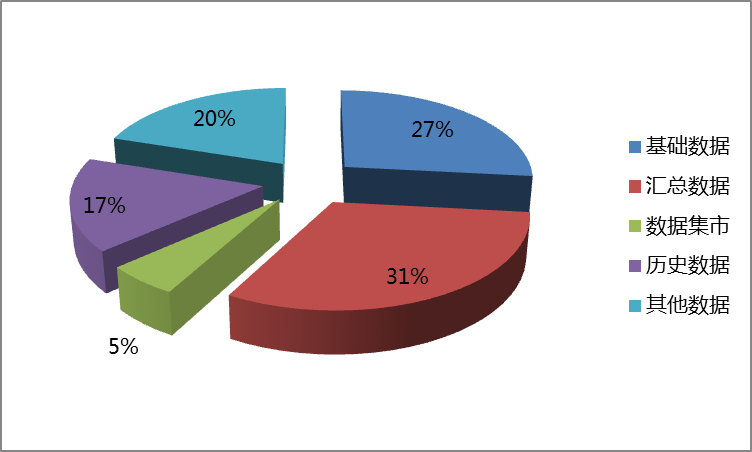 20%
27%
17%
31%
5%
基础数据
汇总数据
数据集市
历史数据
其他数据